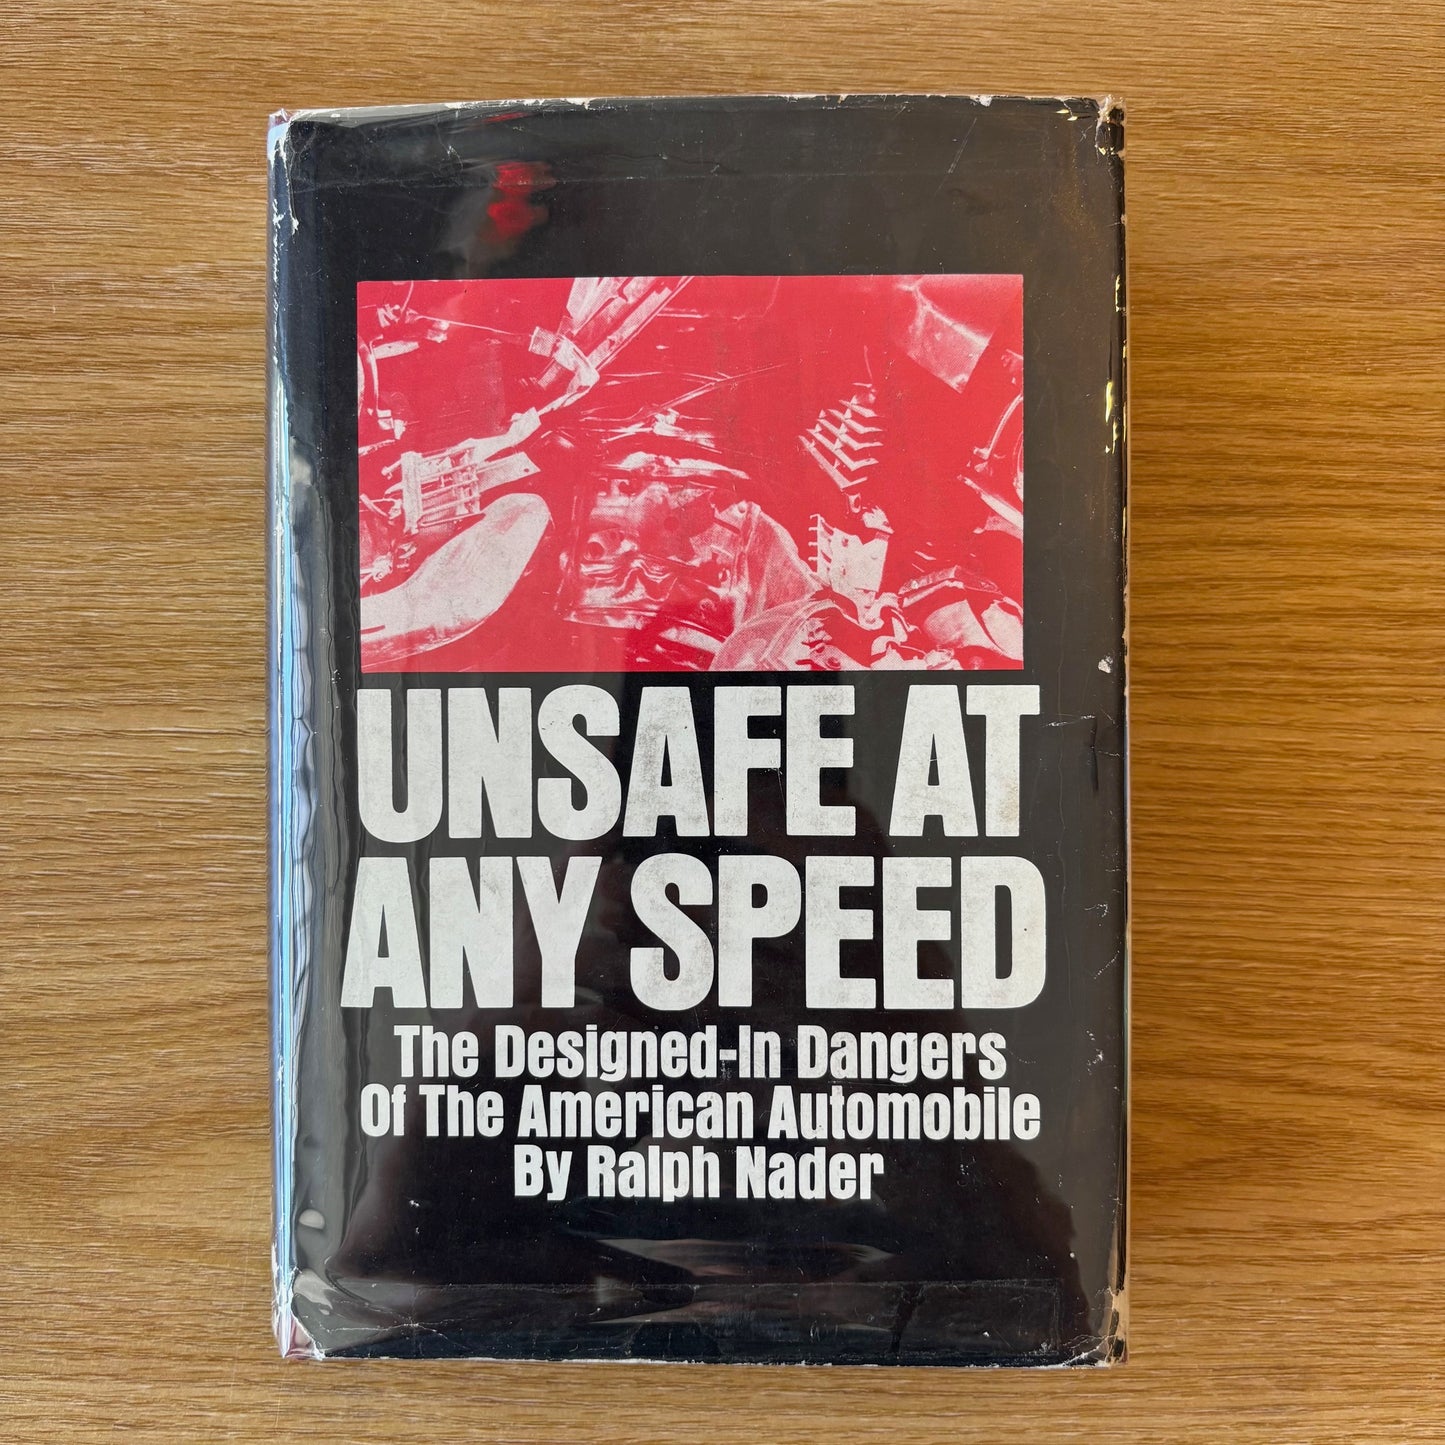 UNSAFE AT
ANY SPEED
The Designed-In Dangers
Of The American Automobile
By Ralph Nader